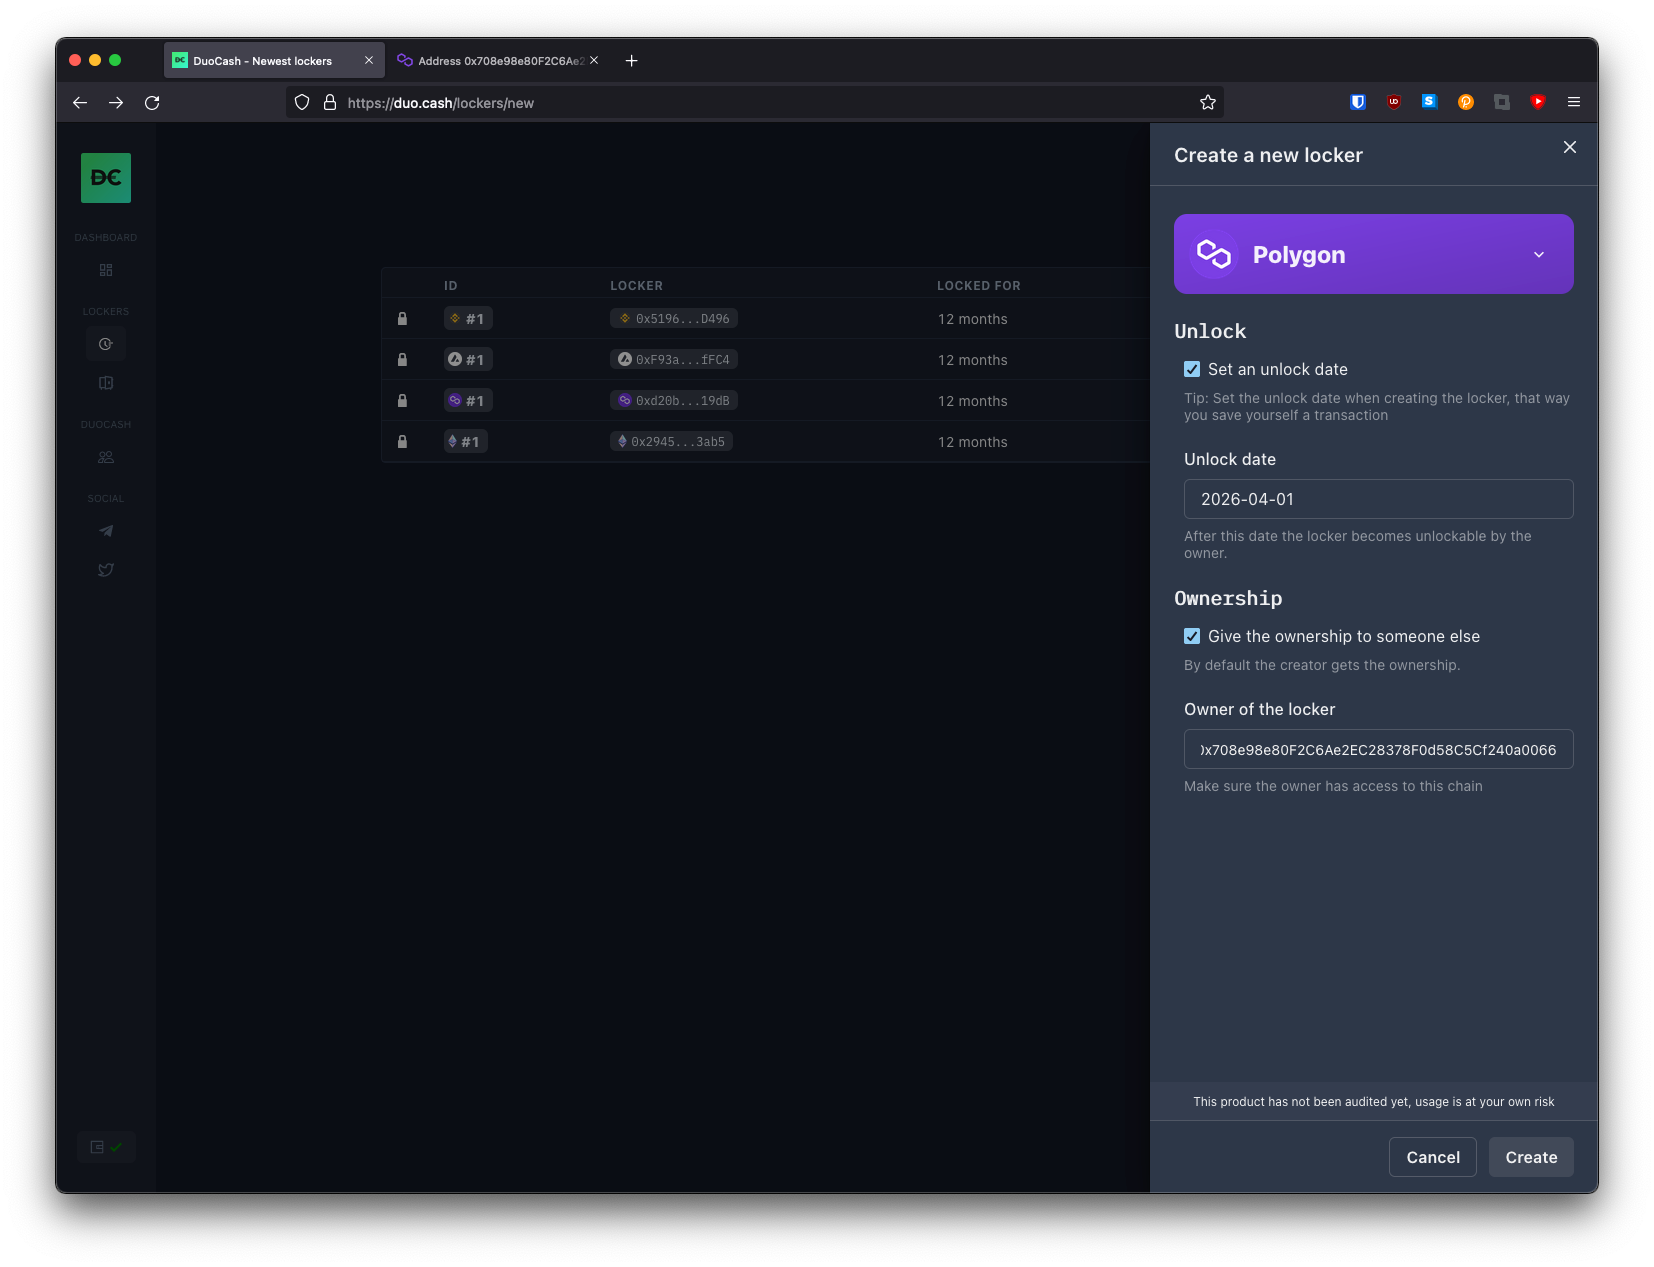 DuoCash - Newest lockers
Address 0x708e98e80F2C6Ae2
https://duo.cash/lockers/new
DC
DASHBOARD
LOCKERS
DUOCASH
SOCIAL
ID LOCKER LOCKED FOR
#1 0x5196...D496 12 months
#1 0xF93a...fFC4 12 months
#1 0xd20b...19dB 12 months
#1 0x2945...3ab5 12 months
Create a new locker
Polygon
Unlock
Set an unlock date
Tip: Set the unlock date when creating the locker, that way
you save yourself a transaction
Unlock date
2026-04-01
After this date the locker becomes unlockable by the
owner.
Ownership
Give the ownership to someone else
By default the creator gets the ownership.
Owner of the locker
0x708e98e80F2C6Ae2EC28378F0d58C5Cf240a0066
Make sure the owner has access to this chain
This product has not been audited yet, usage is at your own risk
Cancel
Create